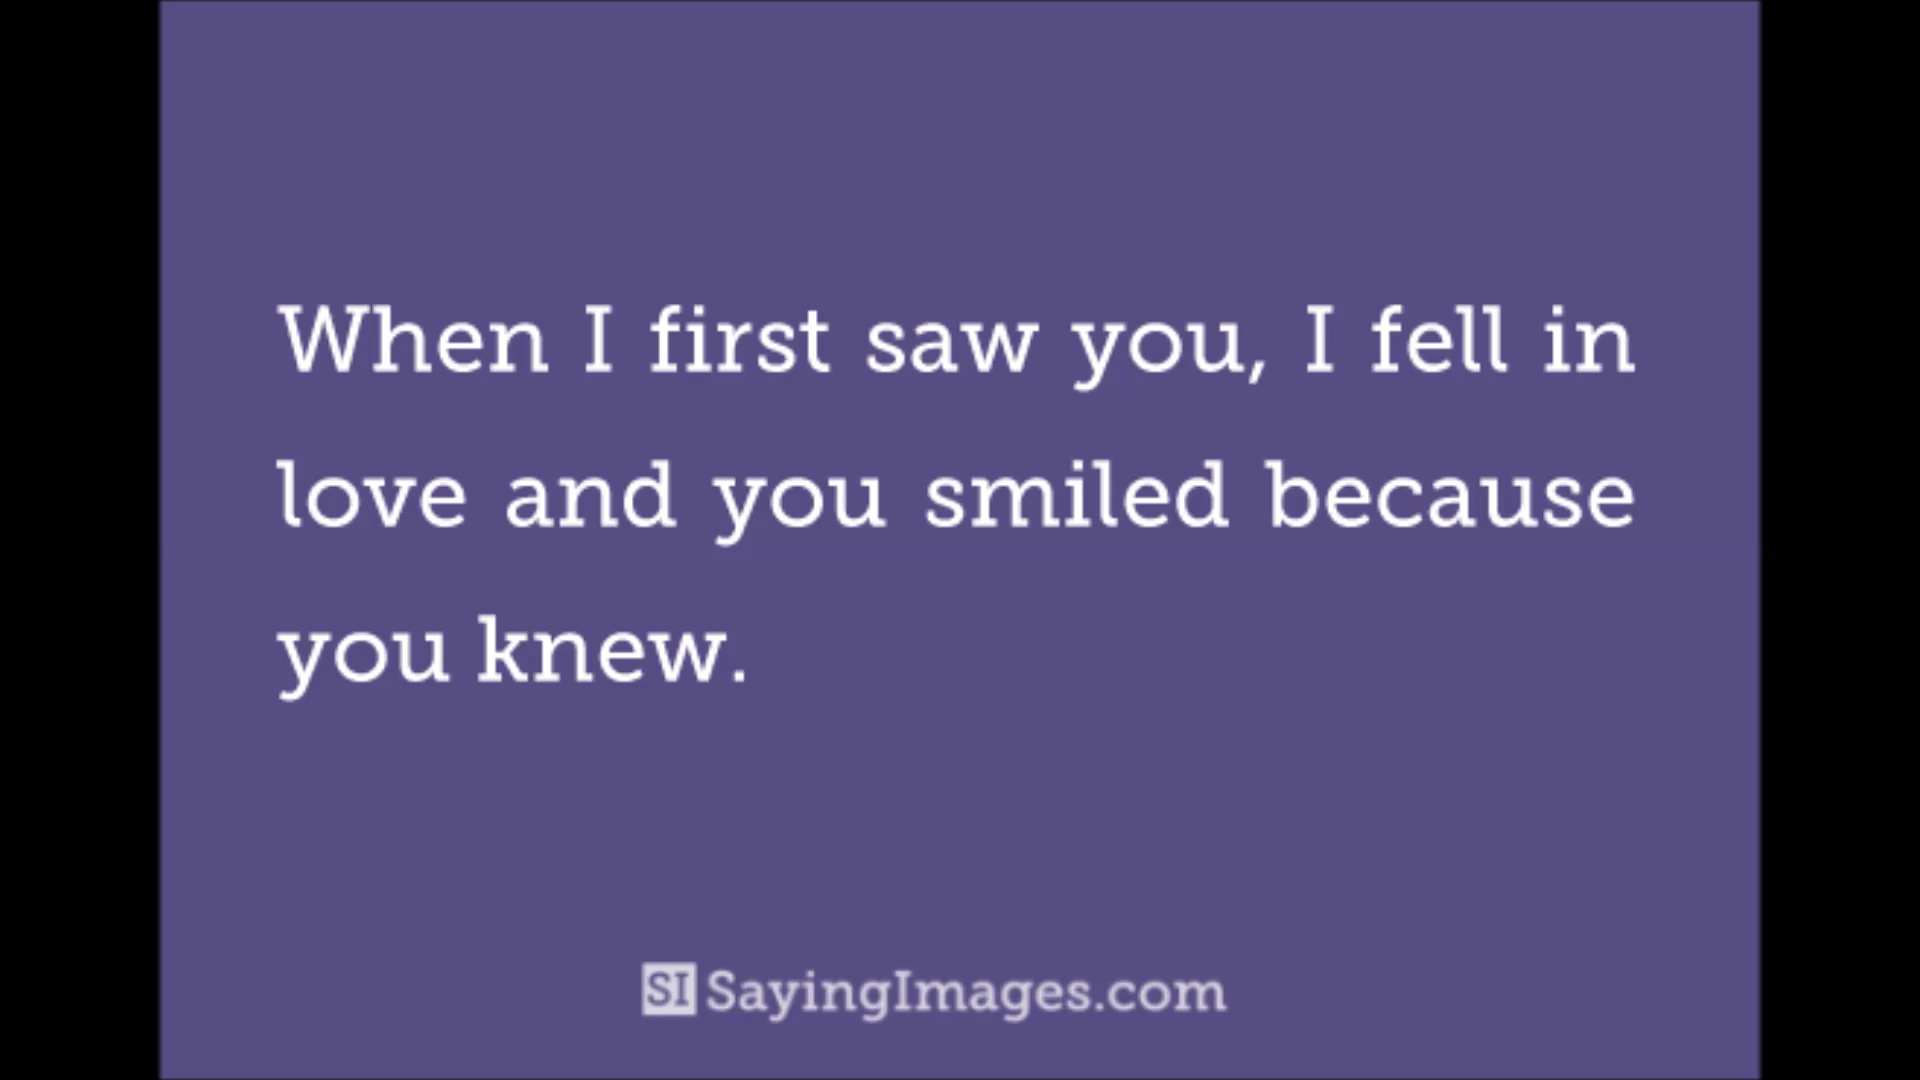 When I first saw you, I fell in
love and you smiled because
you knew.
SI SayingImages.com